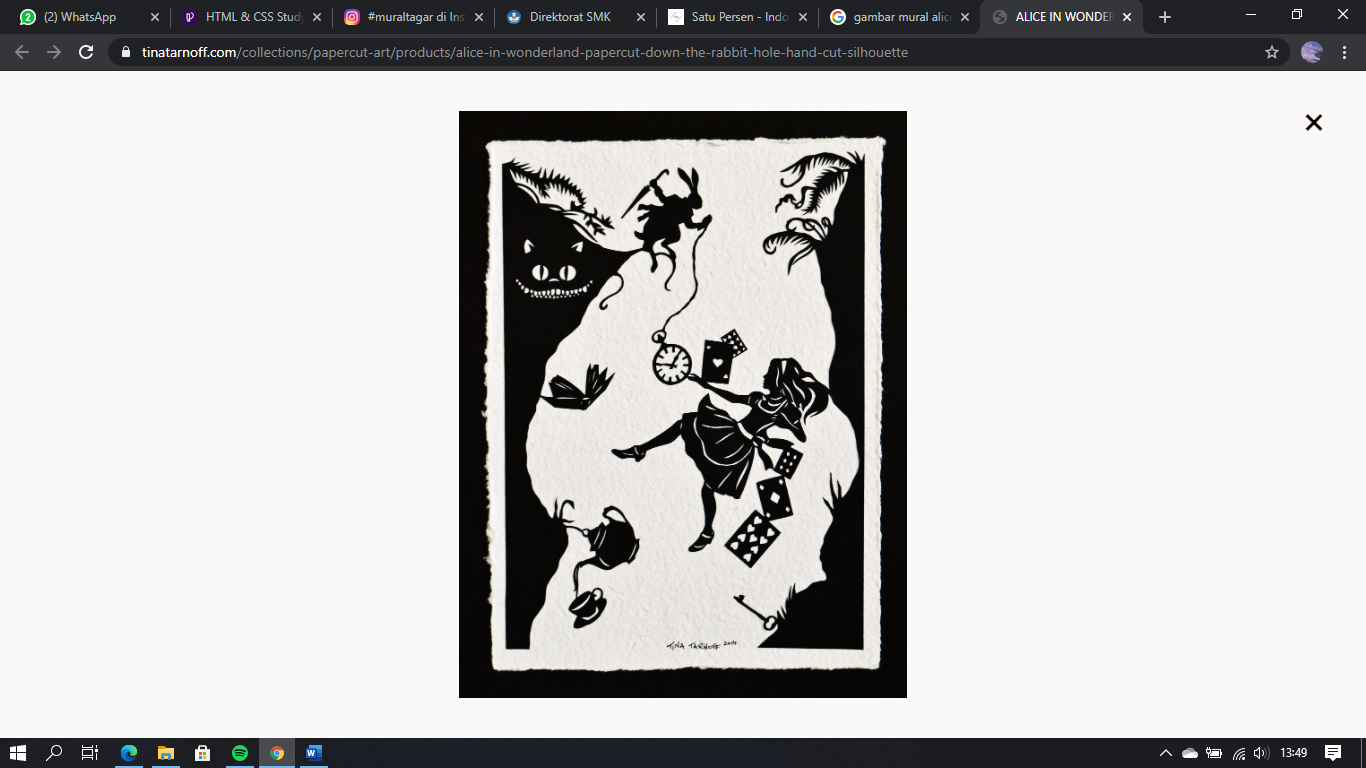 (2) WhatsApp
HTML & CSS Stud
#muraltagar di Ins
Direktorat SMK
Satu Persen - Indo
gambar mural alic
ALICE IN WONDER
tinatarnoff.com/collections/papercut-art/products/alice-in-wonderland-papercut-down-the-rabbit-hole-hand-cut-silhouette
TINA TARNOFF 2014
13:49